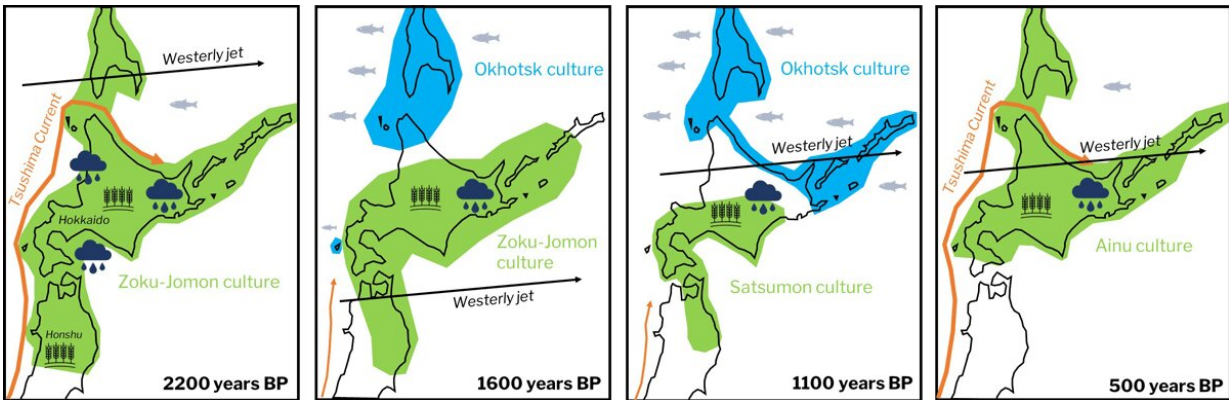 Westerly jet
Tsushima Current
Hokkaido
Zoku-Jomon culture
Honshu
2200 years BP
Okhotsk culture
Zoku-Jomon
culture
Westerly jet
1600 years BP
Okhotsk culture
Westerly jet
Satsumon culture
1100 years BP
Tsushima Current
Westerly jet
Ainu culture
500 years BP